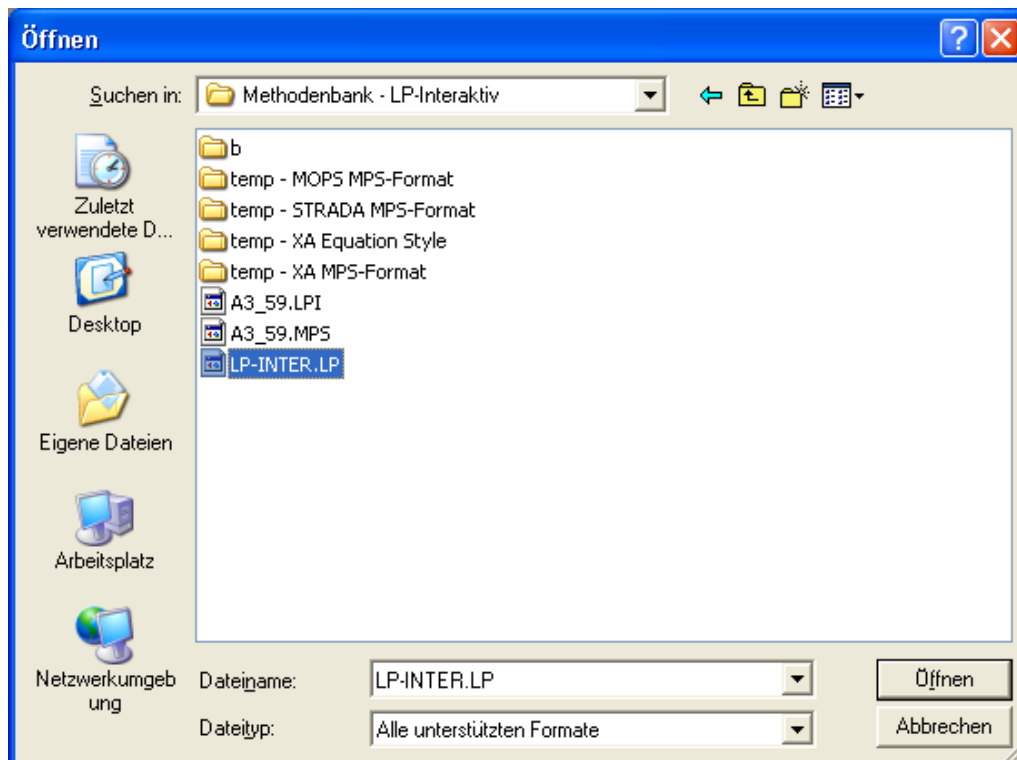 Öffnen
Suchen in:
Methodenbank - LP-Interaktiv
Zuletzt
verwendete D...
Desktop
Eigene Dateien
Arbeitsplatz
Netzwerkumgeb
ung
b
temp - MOPS MPS-Format
temp - STRADA MPS-Format
temp - XA Equation Style
temp - XA MPS-Format
A3_59.LPI
A3_59.MPS
LP-INTER.LP
Dateiname:
LP-INTER.LP
Öffnen
Dateityp:
Alle unterstützten Formate
Abbrechen